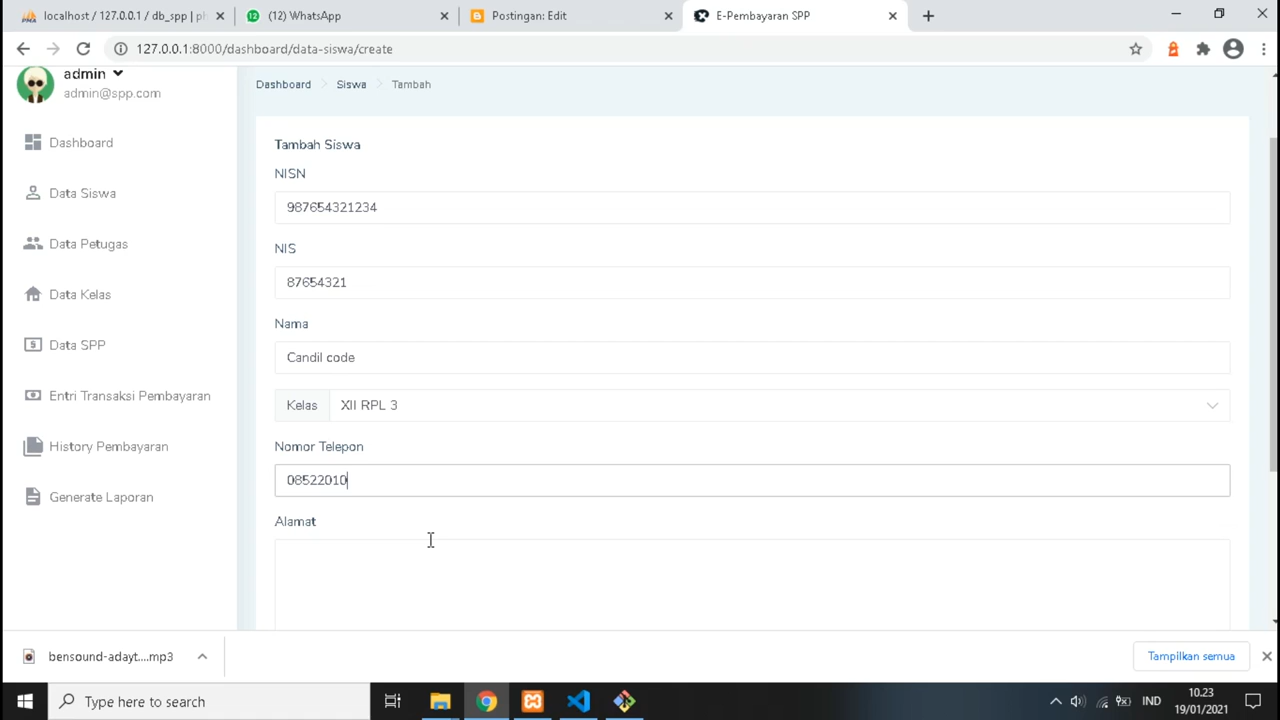 localhost / 127.0.0.1 / db_spp | ph
(12) WhatsApp
Postingan: Edit
E-Pembayaran SPP
127.0.0.1:8000/dashboard/data-siswa/create
admin
admin@spp.com
Dashboard
Data Siswa
Data Petugas
Data Kelas
Data SPP
Entri Transaksi Pembayaran
History Pembayaran
Generate Laporan
Dashboard Siswa Tambah
Tambah Siswa
NISN
987654321234
NIS
87654321
Nama
Candil code
Kelas XII RPL 3
Nomor Telepon
08522010
Alamat
bensound-adayt....mp3
Tampilkan semua
Type here to search
IND
10.23
19/01/2021